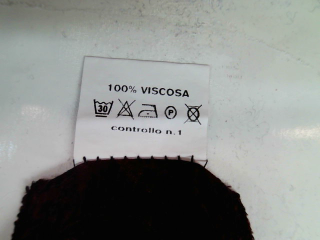 100% VISCOSA
30 P
controllo n.1